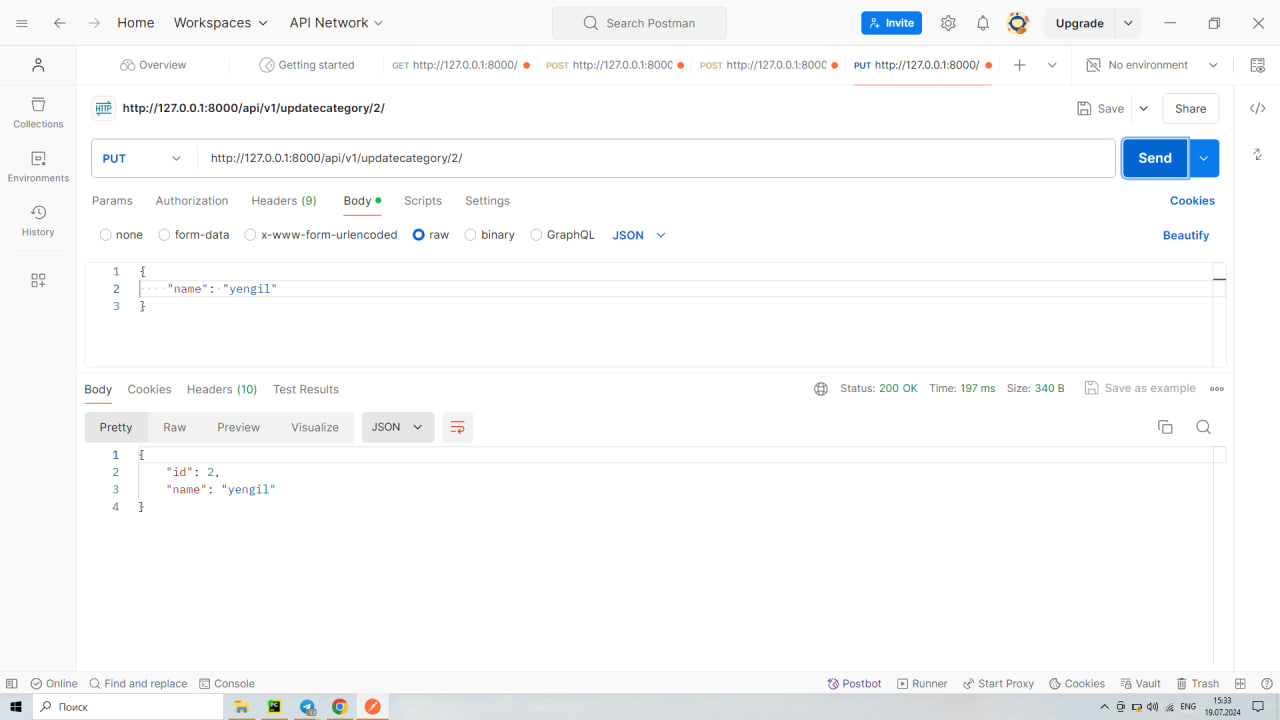 Home Workspaces API Network Search Postman Invite Upgrade
Overview Getting started GET http://127.0.0.1:8000/ POST http://127.0.0.1:8000 POST http://127.0.0.1:8000 PUT http://127.0.0.1:8000/ No environment
HTTP http://127.0.0.1:8000/api/v1/updatecategory/2/ Save Share
Collections
Environments
History
PUT http://127.0.0.1:8000/api/v1/updatecategory/2/ Send
Params Authorization Headers (9) Body Scripts Settings Cookies
none form-data x-www-form-urlencoded raw binary GraphQL JSON Beautify
1 {
2 "name": "yengil"
3 }
Body Cookies Headers (10) Test Results Status: 200 OK Time: 197 ms Size: 340 B Save as example
Pretty Raw Preview Visualize JSON
1 {
2 "id": 2,
3 "name": "yengil"
4 }
Online Find and replace Console Postbot Runner Start Proxy Cookies Vault Trash
Поиск ENG 15:33
19.07.2024